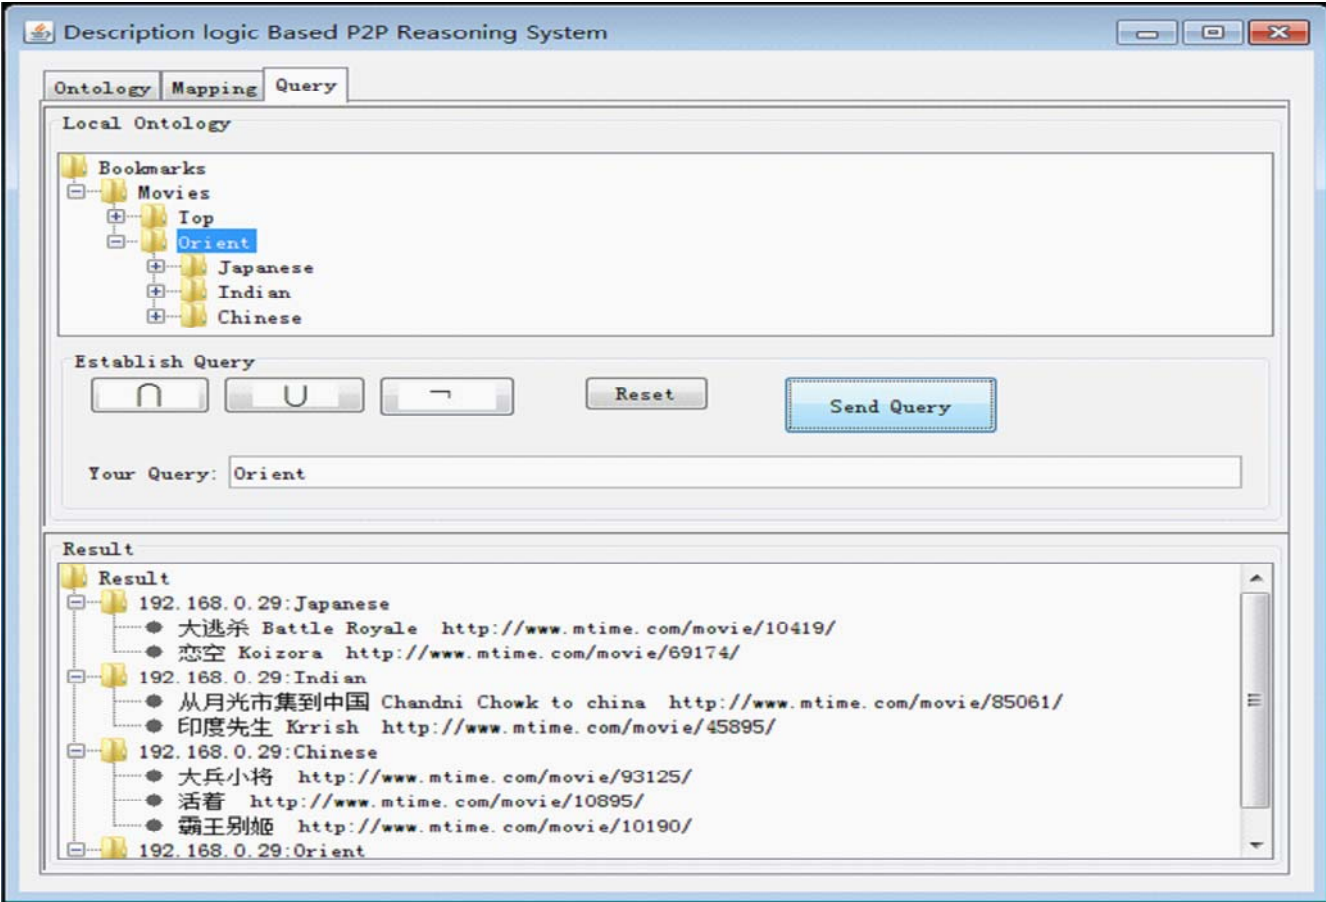 Description logic Based P2P Reasoning System
Ontology Mapping Query
Local Ontology
Bookmarks
Movies
Top
Orient
Japanese
Indian
Chinese
Establish Query
∩ ∪ ¬ Reset Send Query
Your Query: Orient
Result
Result
192.168.0.29:Japanese
大逃杀 Battle Royale http://www.mtime.com/movie/10419/
恋空 Koizora http://www.mtime.com/movie/69174/
192.168.0.29:Indian
从月光市集到中国 Chandni Chowk to china http://www.mtime.com/movie/85061/
印度先生 Krrish http://www.mtime.com/movie/45895/
192.168.0.29:Chinese
大兵小将 http://www.mtime.com/movie/93125/
活着 http://www.mtime.com/movie/10895/
霸王别姬 http://www.mtime.com/movie/10190/
192.168.0.29:Orient